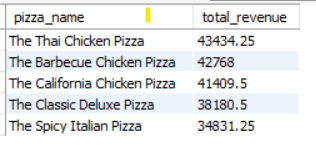 pizza_name total_revenue
The Thai Chicken Pizza 43434.25
The Barbecue Chicken Pizza 42768
The California Chicken Pizza 41409.5
The Classic Deluxe Pizza 38180.5
The Spicy Italian Pizza 34831.25